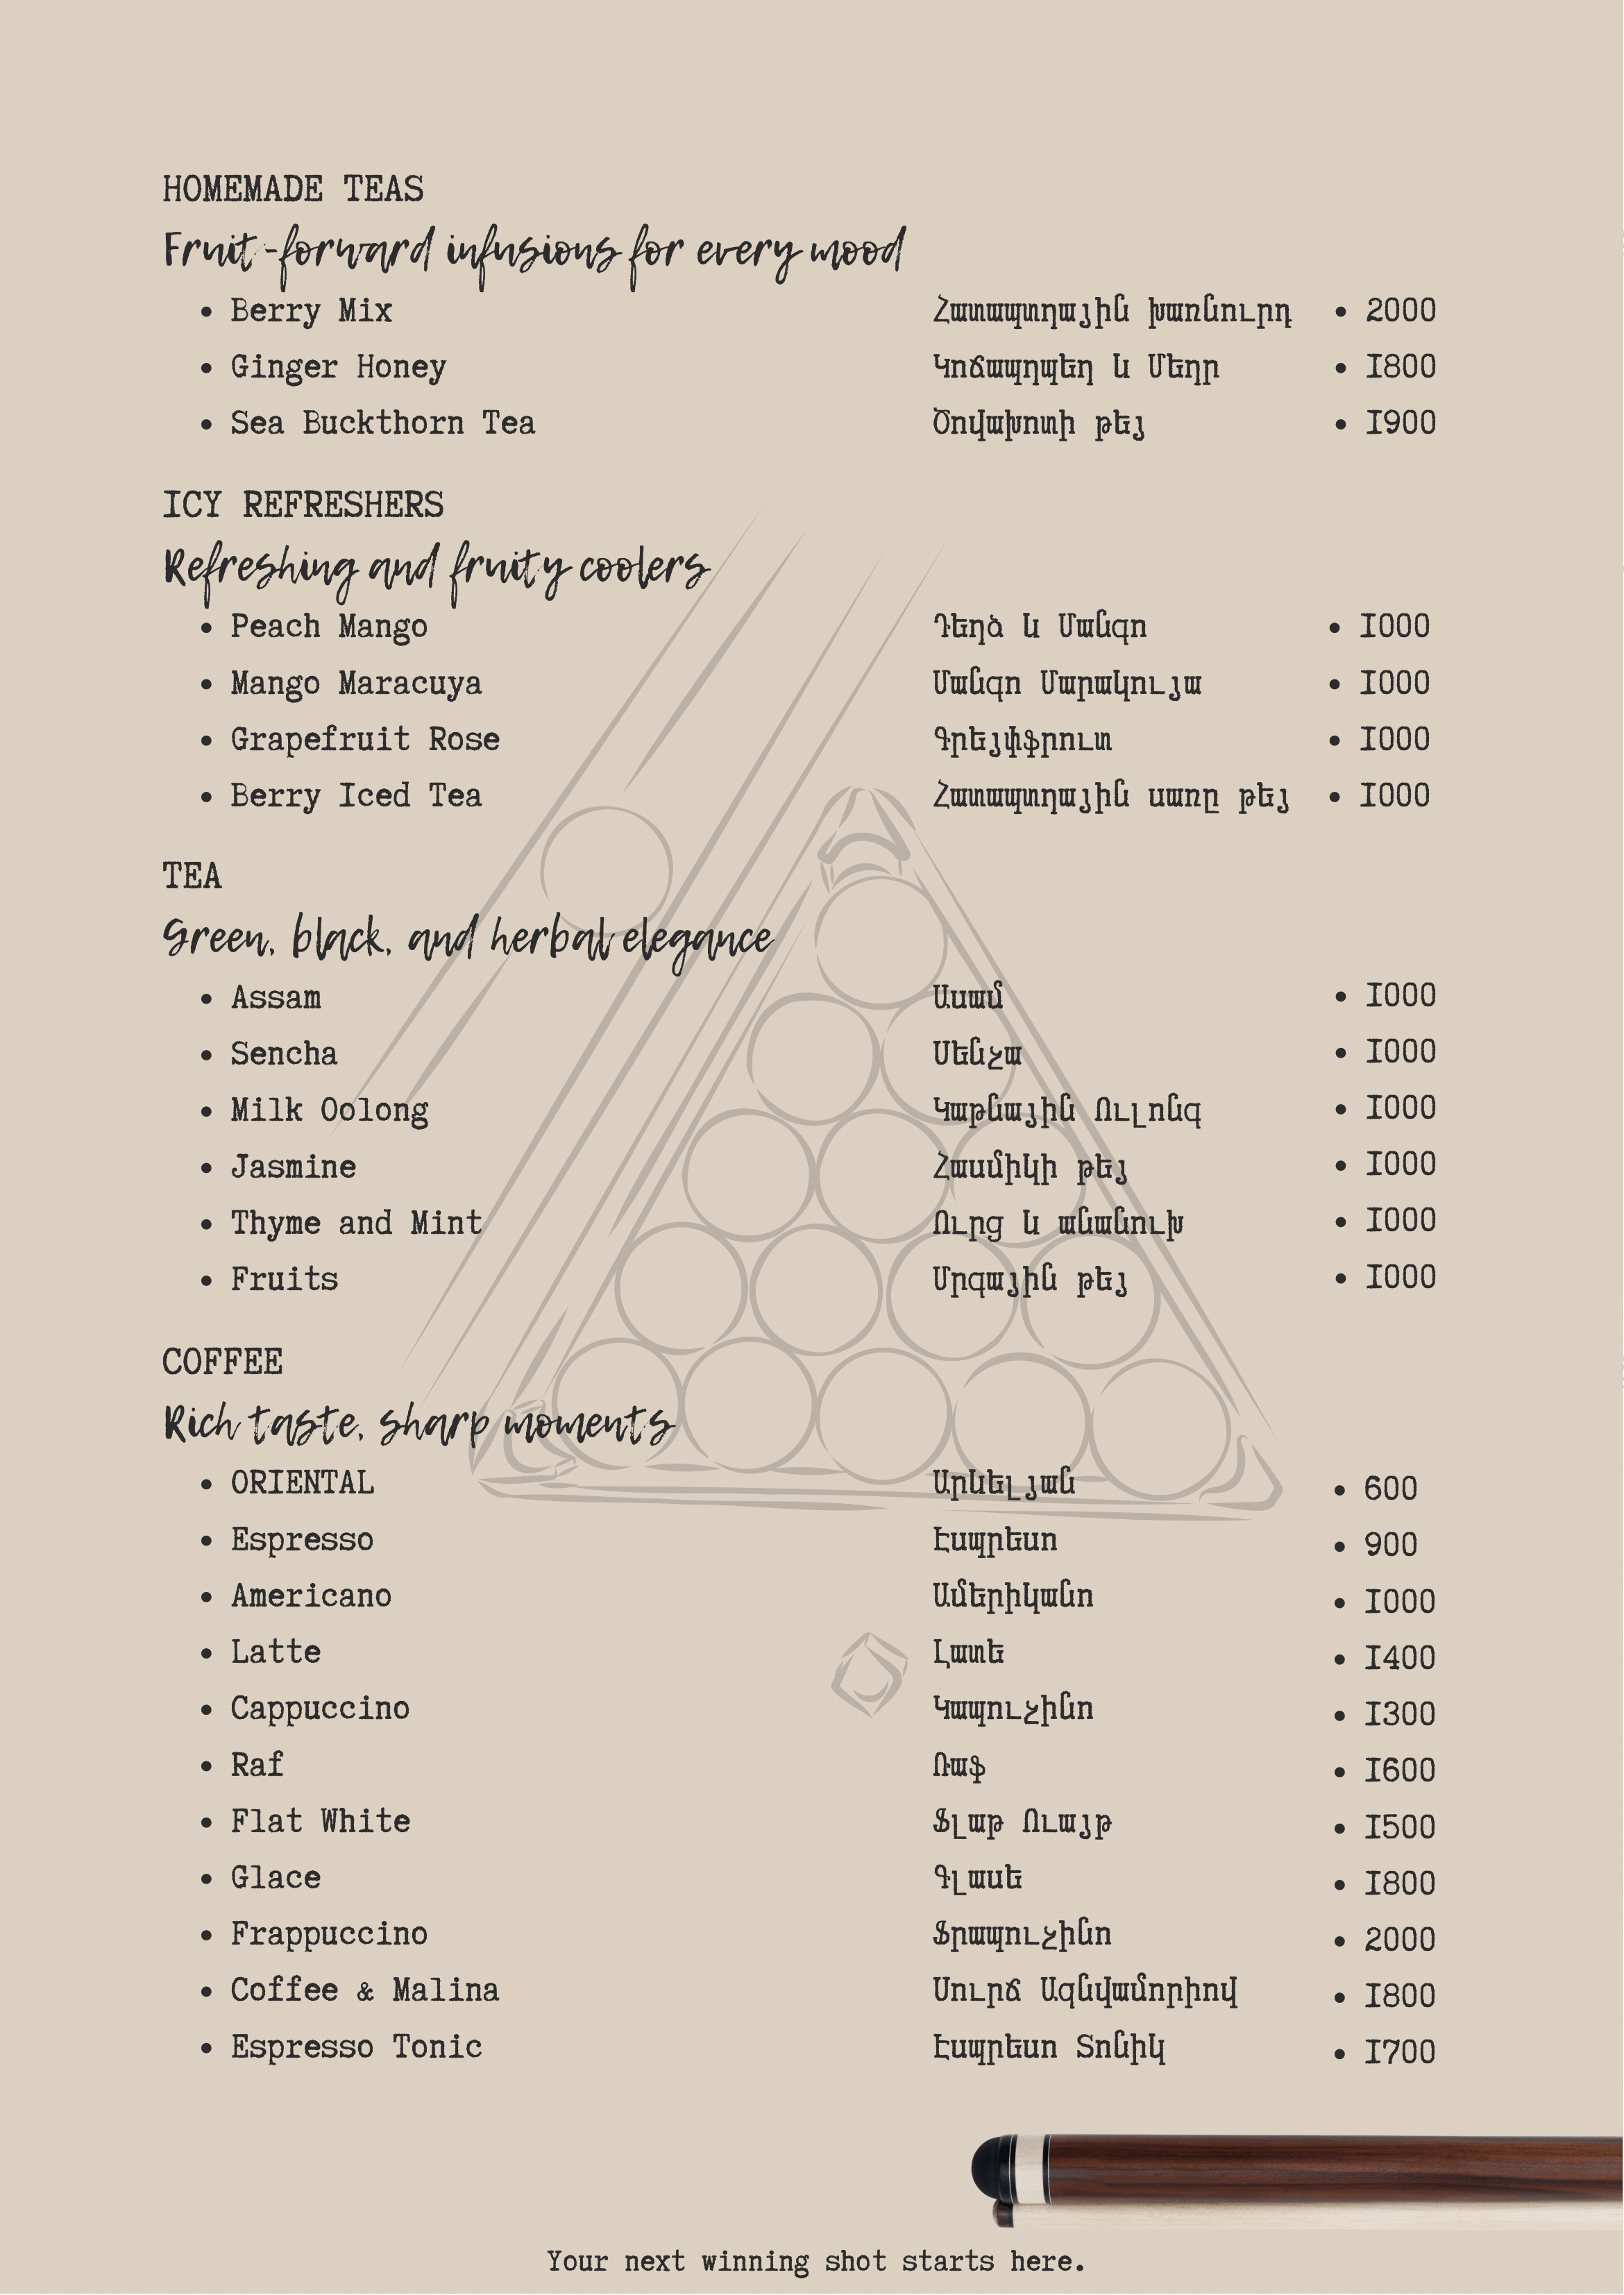 HOMEMADE TEAS
Fruit-forward infusions for every mood
• Berry Mix Հատապտղային խառնուրդ • 2000
• Ginger Honey Կոճապղպեղ և Մեղր • 1800
• Sea Buckthorn Tea Ծովախոտի թեյ • 1900
ICY REFRESHERS
Refreshing and fruity coolers
• Peach Mango Դեղձ և Մանգո • 1000
• Mango Maracuya Մանգո Մարակույա • 1000
• Grapefruit Rose Գրեյփֆրուտ • 1000
• Berry Iced Tea Հատապտղային սառը թեյ • 1000
TEA
Green, black, and herbal elegance
• Assam Ասամ • 1000
• Sencha Սենչա • 1000
• Milk Oolong Կաթնային Ուլոնգ • 1000
• Jasmine Հասմիկի թեյ • 1000
• Thyme and Mint Ուրց և անանուխ • 1000
• Fruits Մրգային թեյ • 1000
COFFEE
Rich taste, sharp moments
• ORIENTAL Արևելյան • 600
• Espresso Էսպրեսո • 900
• Americano Ամերիկանո • 1000
• Latte Լատե • 1400
• Cappuccino Կապուչինո • 1300
• Raf Ռաֆ • 1600
• Flat White Ֆլաթ Ուայթ • 1500
• Glace Գլասե • 1800
• Frappuccino Ֆրապուչինո • 2000
• Coffee & Malina Սուրճ Ազնվամորիով • 1800
• Espresso Tonic Էսպրեսո Տոնիկ • 1700
Your next winning shot starts here.